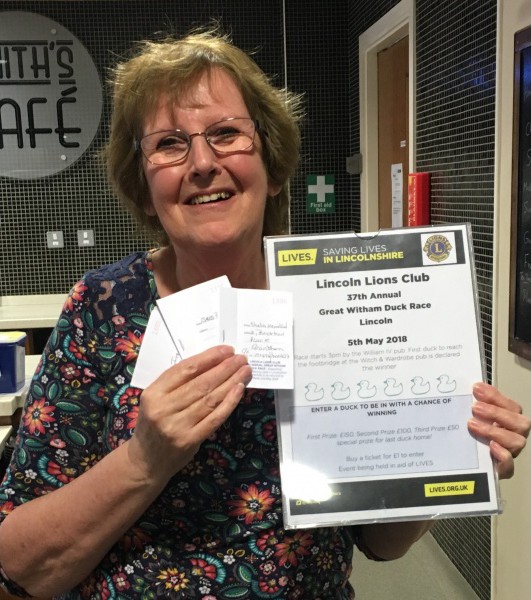 ITH'S
AFÉ
First aid
box
LIVES.
SAVING LIVES
IN LINCOLNSHIRE
Lincoln Lions Club
37th Annual
Great Witham Duck Race
Lincoln
5th May 2018
Race starts 3pm by the William IV pub. First duck to reach
the footbridge at the Witch & Wardrobe pub is declared
the winner
ENTER A DUCK TO BE IN WITH A CHANCE OF
WINNING
First Prize: £150, Second Prize £100, Third Prize £50
special prize for last duck home!
Buy a ticket for £1 to enter
Event being held in aid of LIVES
LIVES.ORG.UK